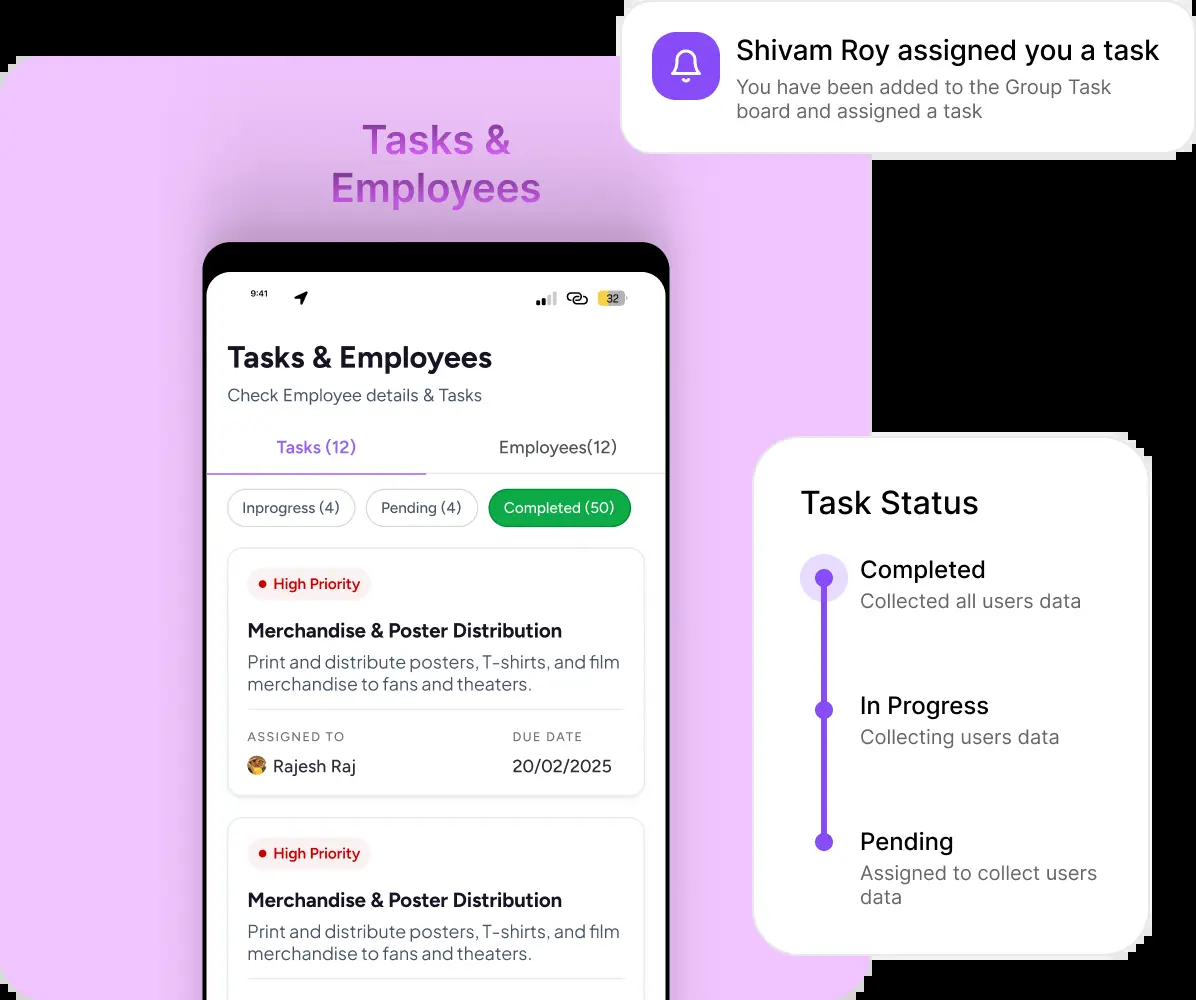 Shivam Roy assigned you a task
You have been added to the Group Task
board and assigned a task
Tasks &
Employees
9:41
32
Tasks & Employees
Check Employee details & Tasks
Tasks (12)
Employees(12)
Inprogress (4)
Pending (4)
Completed (50)
High Priority
Merchandise & Poster Distribution
Print and distribute posters, T-shirts, and film
merchandise to fans and theaters.
ASSIGNED TO
DUE DATE
Rajesh Raj
20/02/2025
High Priority
Merchandise & Poster Distribution
Print and distribute posters, T-shirts, and film
merchandise to fans and theaters.
Task Status
Completed
Collected all users data
In Progress
Collecting users data
Pending
Assigned to collect users
data